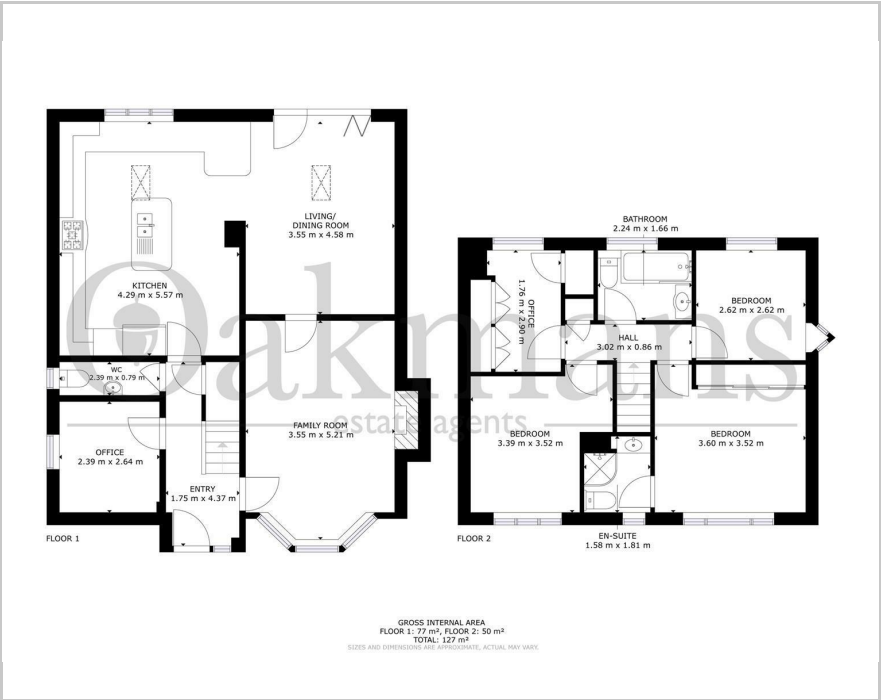 Oakmans
estate agents
KITCHEN
4.29 m x 5.57 m
LIVING/
DINING ROOM
3.55 m x 4.58 m
WC
2.39 m x 0.79 m
OFFICE
2.39 m x 2.64 m
ENTRY
1.75 m x 4.37 m
FAMILY ROOM
3.55 m x 5.21 m
FLOOR 1
BATHROOM
2.24 m x 1.66 m
OFFICE
1.76 m x 2.90 m
BEDROOM
2.62 m x 2.62 m
HALL
3.02 m x 0.86 m
BEDROOM
3.39 m x 3.52 m
BEDROOM
3.60 m x 3.52 m
EN-SUITE
1.58 m x 1.81 m
FLOOR 2
GROSS INTERNAL AREA
FLOOR 1: 77 m², FLOOR 2: 50 m²
TOTAL: 127 m²
SIZES AND DIMENSIONS ARE APPROXIMATE, ACTUAL MAY VARY.